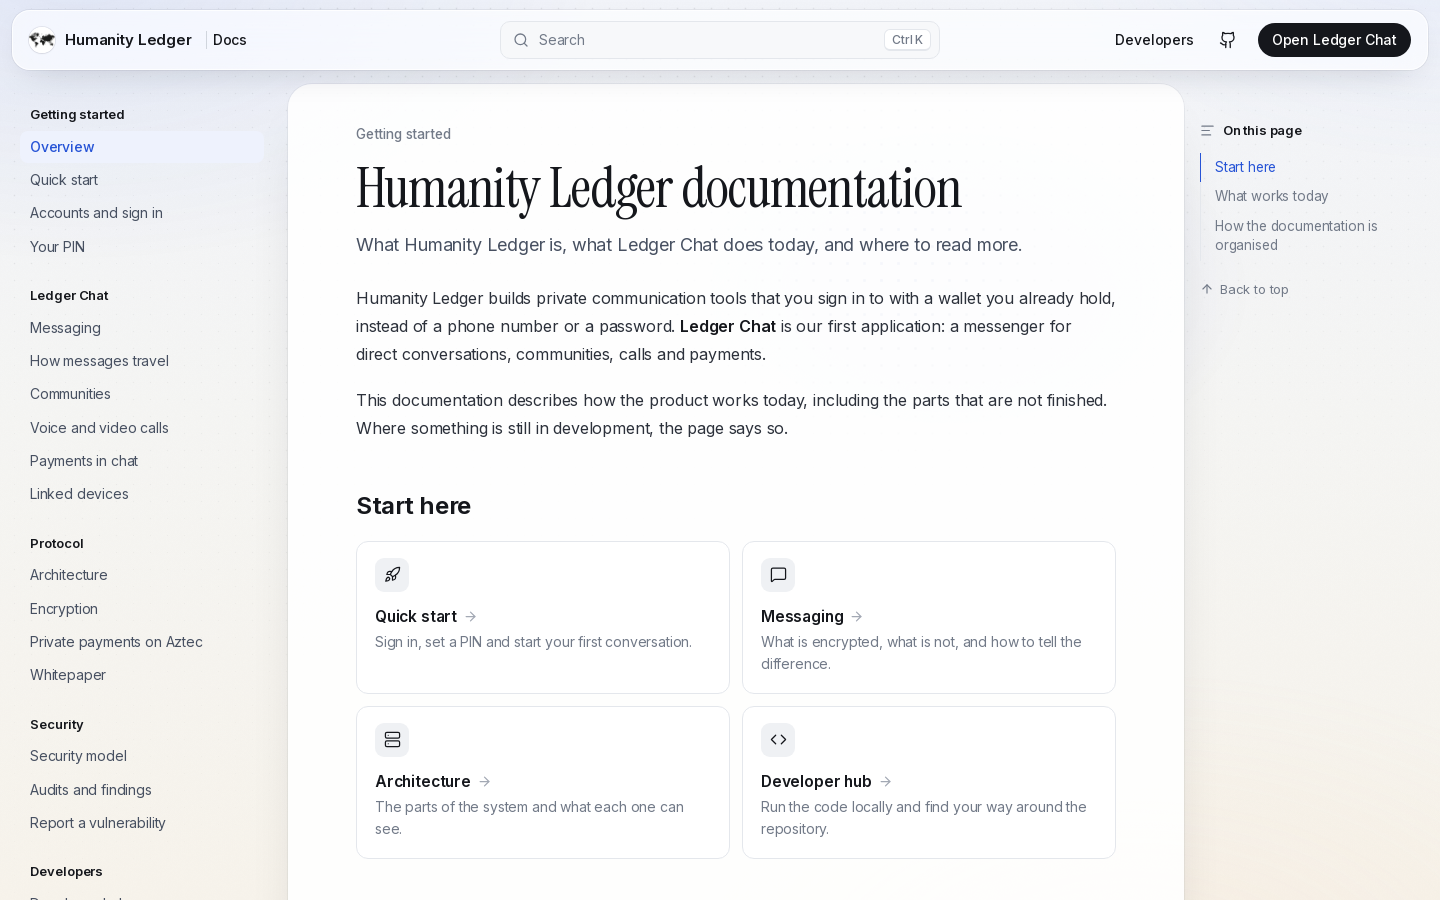 Humanity Ledger
Docs
Search
Ctrl K
Developers
Open Ledger Chat
Getting started
Overview
Quick start
Accounts and sign in
Your PIN
Ledger Chat
Messaging
How messages travel
Communities
Voice and video calls
Payments in chat
Linked devices
Protocol
Architecture
Encryption
Private payments on Aztec
Whitepaper
Security
Security model
Audits and findings
Report a vulnerability
Developers
Getting started
Humanity Ledger documentation
What Humanity Ledger is, what Ledger Chat does today, and where to read more.
Humanity Ledger builds private communication tools that you sign in to with a wallet you already hold,
instead of a phone number or a password. Ledger Chat is our first application: a messenger for
direct conversations, communities, calls and payments.
This documentation describes how the product works today, including the parts that are not finished.
Where something is still in development, the page says so.
Start here
Quick start
Sign in, set a PIN and start your first conversation.
Messaging
What is encrypted, what is not, and how to tell the
difference.
Architecture
The parts of the system and what each one can
see.
Developer hub
Run the code locally and find your way around the
repository.
On this page
Start here
What works today
How the documentation is
organised
Back to top